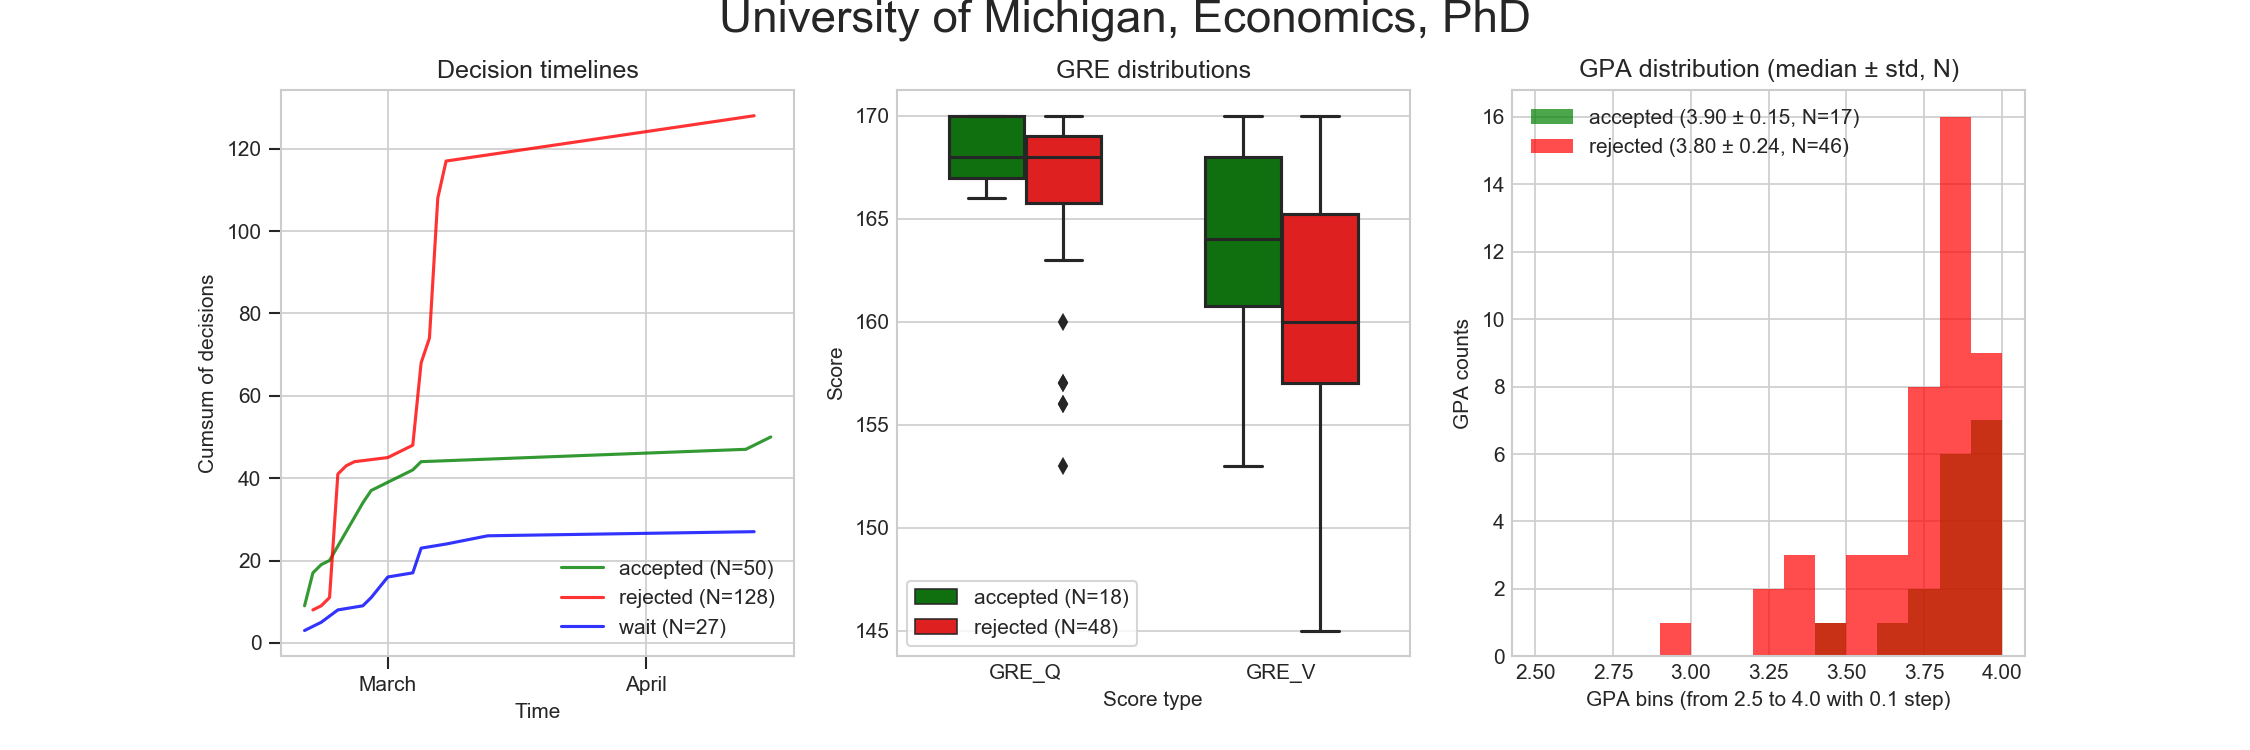 University of Michigan, Economics, PhD
Decision timelines
Cumsum of decisions
120
100
80
60
40
20
0
March
April
Time
accepted (N=50)
rejected (N=128)
wait (N=27)
GRE distributions
Score
170
165
160
155
150
145
GRE_Q
GRE_V
Score type
accepted (N=18)
rejected (N=48)
GPA distribution (median ± std, N)
GPA counts
16
14
12
10
8
6
4
2
0
2.50 2.75 3.00 3.25 3.50 3.75 4.00
GPA bins (from 2.5 to 4.0 with 0.1 step)
accepted (3.90 ± 0.15, N=17)
rejected (3.80 ± 0.24, N=46)